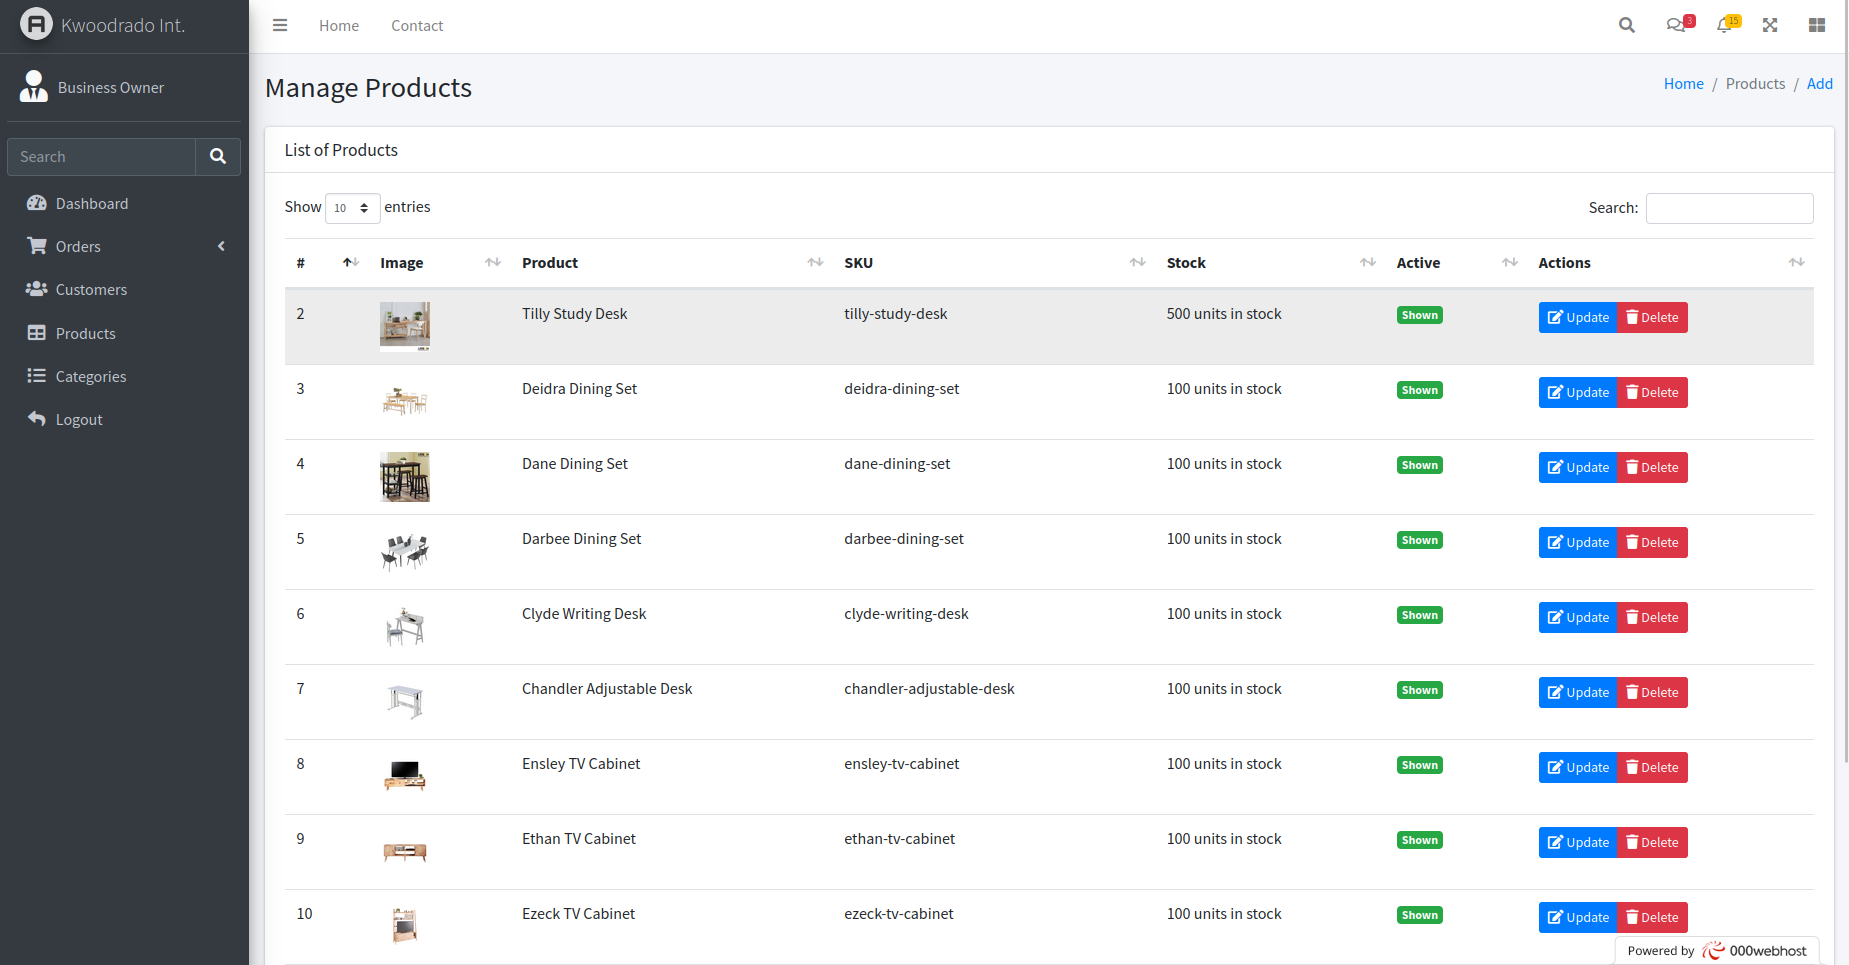 Kwoodrado Int.
Home Contact
3 15
Business Owner
Search
Dashboard
Orders
Customers
Products
Categories
Logout
Manage Products
Home / Products / Add
List of Products
Show 10 entries
Search:
# Image Product SKU Stock Active Actions
2 Tilly Study Desk tilly-study-desk 500 units in stock Shown Update Delete
3 Deidra Dining Set deidra-dining-set 100 units in stock Shown Update Delete
4 Dane Dining Set dane-dining-set 100 units in stock Shown Update Delete
5 Darbee Dining Set darbee-dining-set 100 units in stock Shown Update Delete
6 Clyde Writing Desk clyde-writing-desk 100 units in stock Shown Update Delete
7 Chandler Adjustable Desk chandler-adjustable-desk 100 units in stock Shown Update Delete
8 Ensley TV Cabinet ensley-tv-cabinet 100 units in stock Shown Update Delete
9 Ethan TV Cabinet ethan-tv-cabinet 100 units in stock Shown Update Delete
10 Ezeck TV Cabinet ezeck-tv-cabinet 100 units in stock Shown Update Delete
Powered by 000webhost